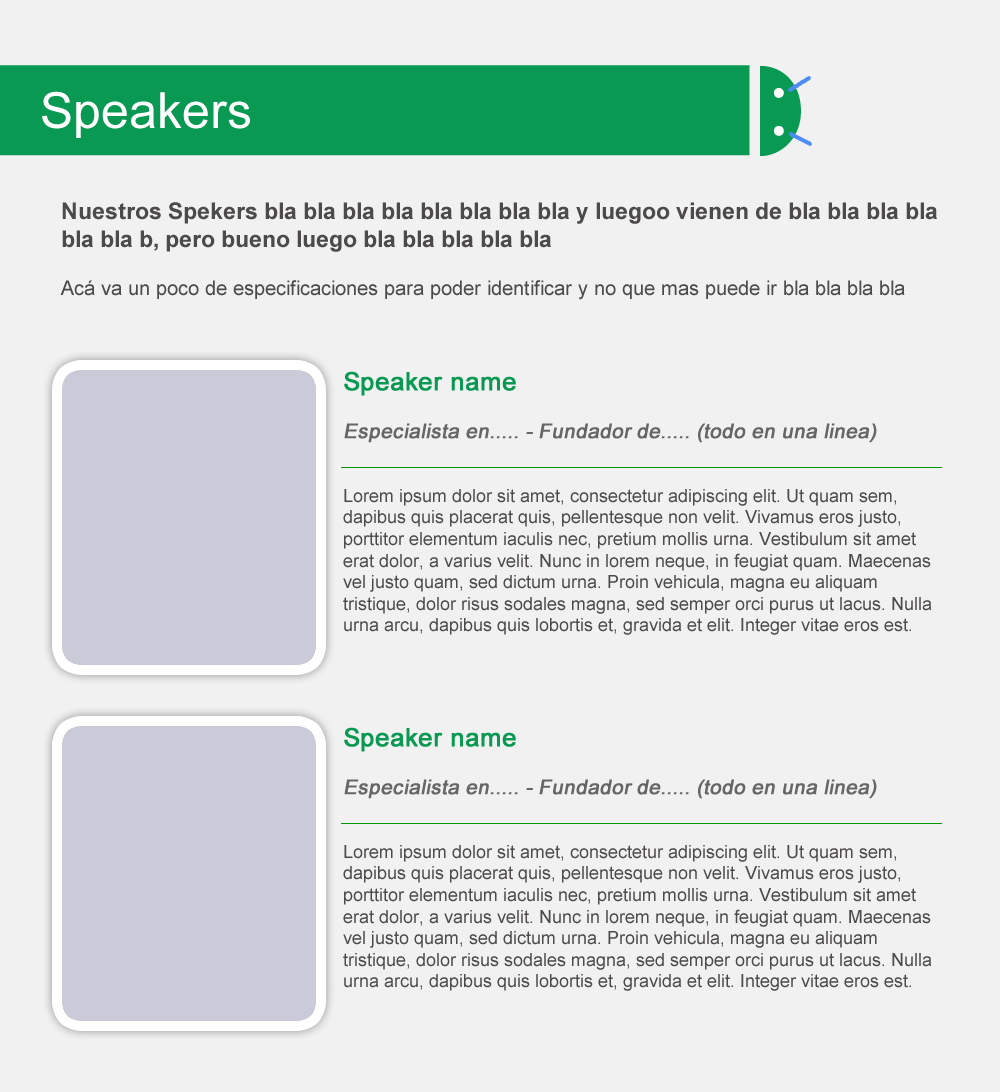 Speakers
Nuestros Spekers bla bla bla bla bla bla bla bla y luegoo vienen de bla bla bla bla
bla bla b, pero bueno luego bla bla bla bla bla
Acá va un poco de especificaciones para poder identificar y no que mas puede ir bla bla bla bla
Speaker name
Especialista en..... - Fundador de..... (todo en una linea)
Lorem ipsum dolor sit amet, consectetur adipiscing elit. Ut quam sem,
dapibus quis placerat quis, pellentesque non velit. Vivamus eros justo,
porttitor elementum iaculis nec, pretium mollis urna. Vestibulum sit amet
erat dolor, a varius velit. Nunc in lorem neque, in feugiat quam. Maecenas
vel justo quam, sed dictum urna. Proin vehicula, magna eu aliquam
tristique, dolor risus sodales magna, sed semper orci purus ut lacus. Nulla
urna arcu, dapibus quis lobortis et, gravida et elit. Integer vitae eros est.
Speaker name
Especialista en..... - Fundador de..... (todo en una linea)
Lorem ipsum dolor sit amet, consectetur adipiscing elit. Ut quam sem,
dapibus quis placerat quis, pellentesque non velit. Vivamus eros justo,
porttitor elementum iaculis nec, pretium mollis urna. Vestibulum sit amet
erat dolor, a varius velit. Nunc in lorem neque, in feugiat quam. Maecenas
vel justo quam, sed dictum urna. Proin vehicula, magna eu aliquam
tristique, dolor risus sodales magna, sed semper orci purus ut lacus. Nulla
urna arcu, dapibus quis lobortis et, gravida et elit. Integer vitae eros est.